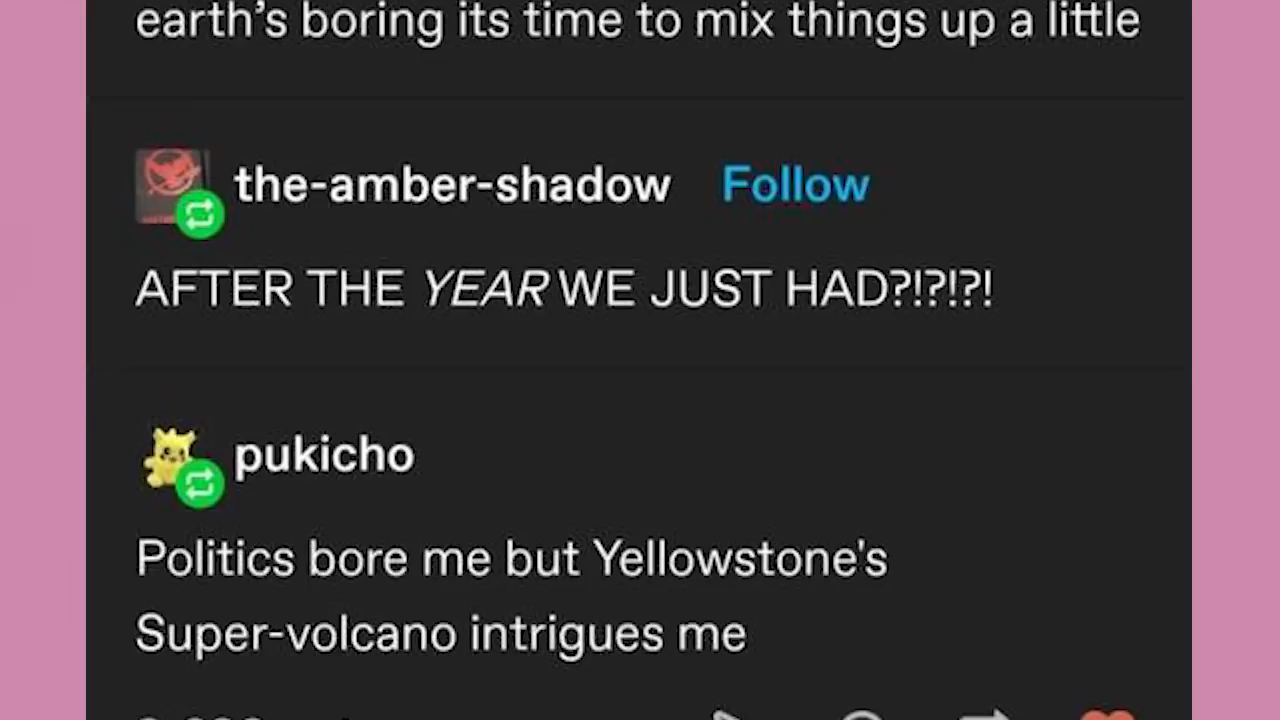 earth’s boring its time to mix things up a little
the-amber-shadow Follow
AFTER THE YEAR WE JUST HAD?!?!?!
pukicho
Politics bore me but Yellowstone's
Super-volcano intrigues me